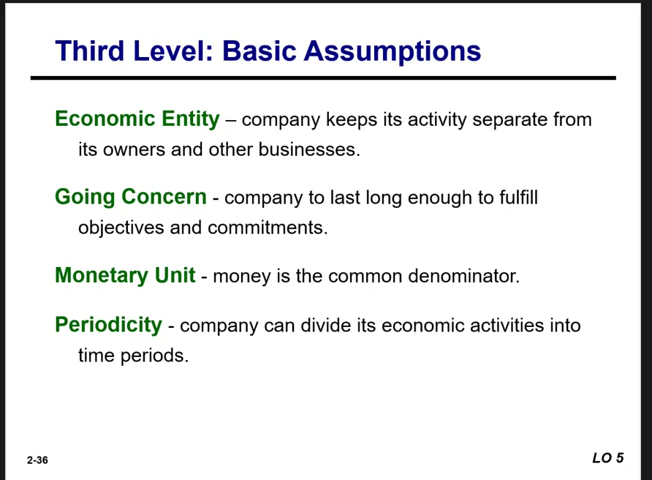 Third Level: Basic Assumptions
Economic Entity – company keeps its activity separate from
its owners and other businesses.
Going Concern - company to last long enough to fulfill
objectives and commitments.
Monetary Unit - money is the common denominator.
Periodicity - company can divide its economic activities into
time periods.
2-36
LO 5